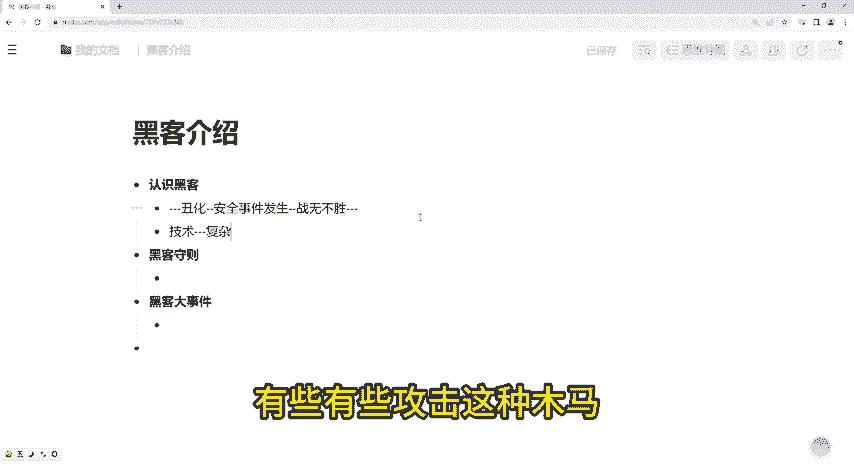 我的文档 | 黑客介绍
已保存
黑客介绍
认识黑客
---丑化--安全事件发生--战无不胜---
技术---复杂
黑客守则
黑客大事件
有些有些攻击这种木马